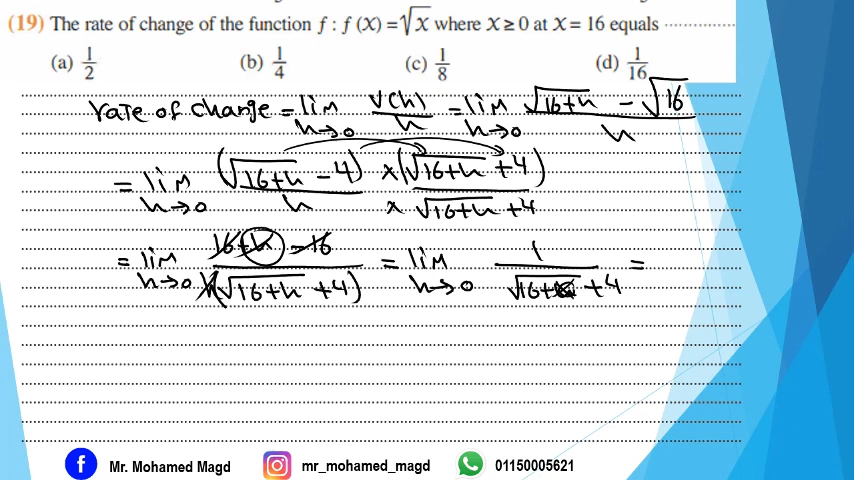 (19) The rate of change of the function f : f (X) = √X where X ≥ 0 at X = 16 equals ··················
(a) 1/2 (b) 1/4 (c) 1/8 (d) 1/16
rate of change = lim h→0 V(h)/h = lim h→0 (√(16+h) - √16)/h
= lim h→0 (√(16+h) - 4)/h × (√(16+h) + 4)/× √(16+h) + 4
= lim h→0 (16+h - 16)/(h(√(16+h) + 4)) = lim h→0 1/(√(16+h) + 4) =
Mr. Mohamed Magd mr_mohamed_magd 01150005621